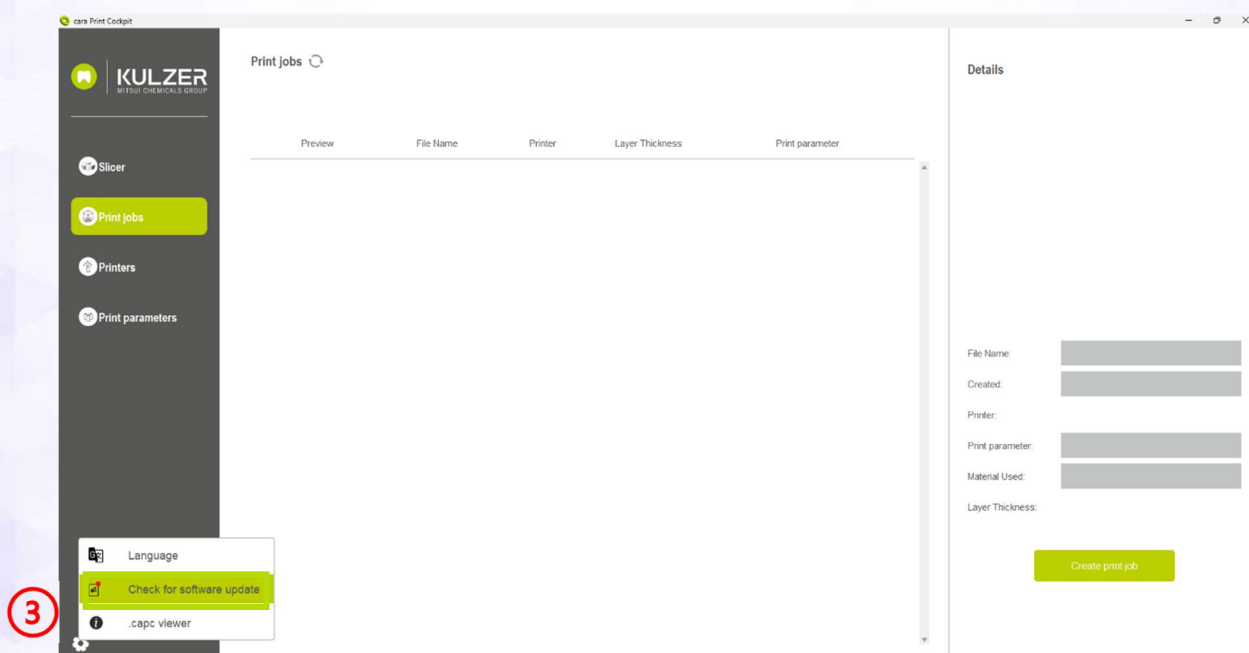 cara Print Cockpit
KULZER
MITSUI CHEMICALS GROUP
Slicer
Print jobs
Printers
Print parameters
Print jobs
Preview File Name Printer Layer Thickness Print parameter
Details
File Name:
Created:
Printer:
Print parameter:
Material Used:
Layer Thickness:
Create print job
Language
Check for software update
.capc viewer
3